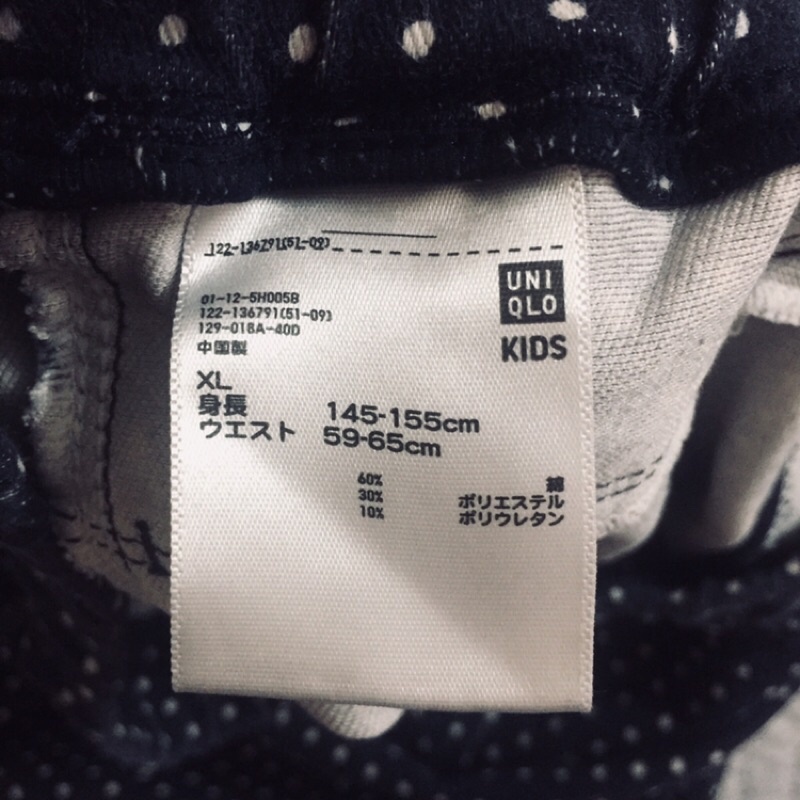 122-136791(51-09)
UNI
QLO
KIDS
01-12-5H005B
122-136791(51-09)
129-018A-40D
中国製
XL
身長 145-155cm
ウエスト 59-65cm
60% 綿
30% ポリエステル
10% ポリウレタン